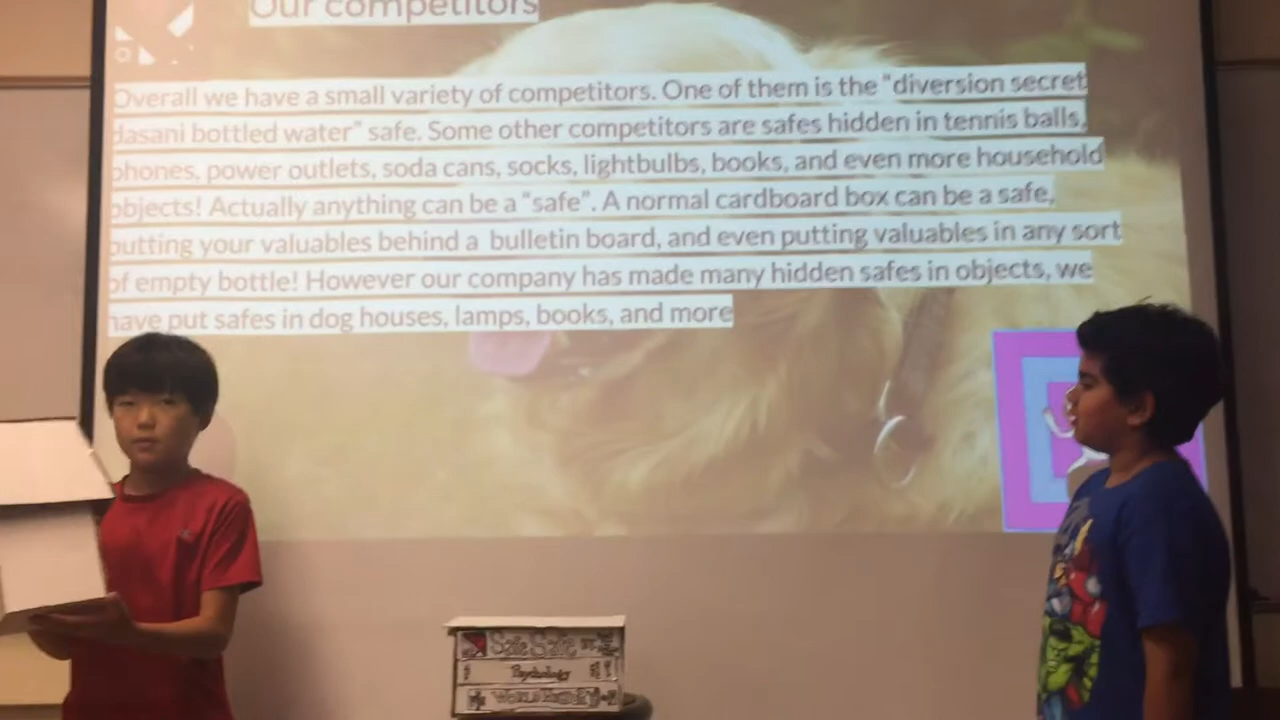 Our competitors
Overall we have a small variety of competitors. One of them is the "diversion secret
dasani bottled water" safe. Some other competitors are safes hidden in tennis balls,
phones, power outlets, soda cans, socks, lightbulbs, books, and even more household
objects! Actually anything can be a "safe". A normal cardboard box can be a safe,
putting your valuables behind a bulletin board, and even putting valuables in any sort
of empty bottle! However our company has made many hidden safes in objects, we
have put safes in dog houses, lamps, books, and more
Safe Safe
Psychology
World